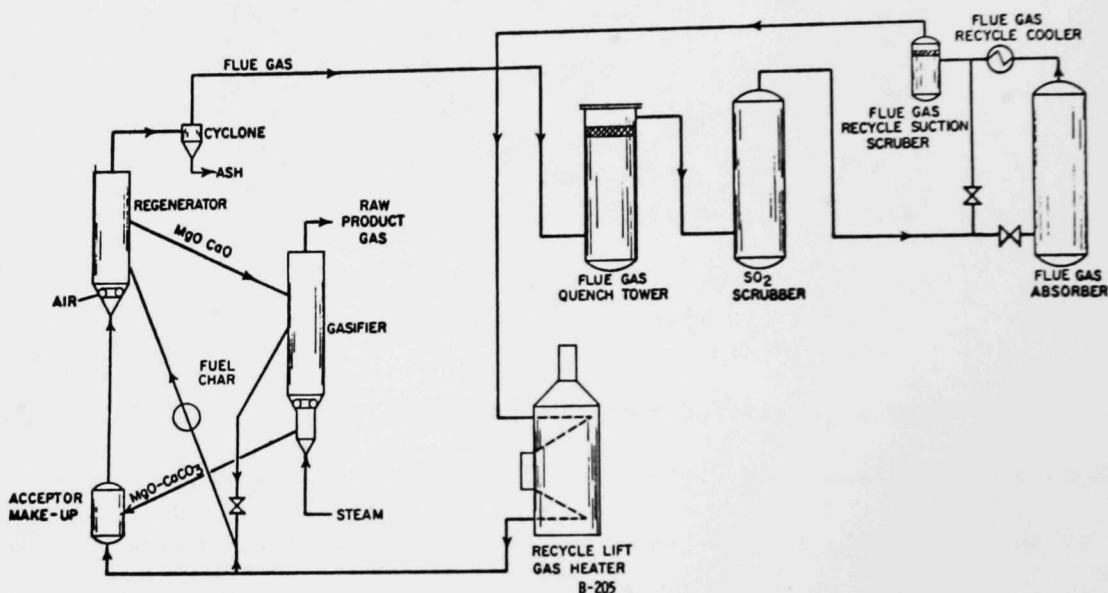 FLUE GAS
RECYCLE COOLER
FLUE GAS
CYCLONE
FLUE GAS
RECYCLE SUCTION
SCRUBER
ASH
REGENERATOR
RAW
PRODUCT
GAS
MgO CaO
FLUE GAS
QUENCH TOWER
SO2
SCRUBBER
FLUE GAS
ABSORBER
AIR
GASIFIER
FUEL
CHAR
MgO-CaCO3
ACCEPTOR
MAKE-UP
STEAM
RECYCLE LIFT
GAS HEATER
B-205